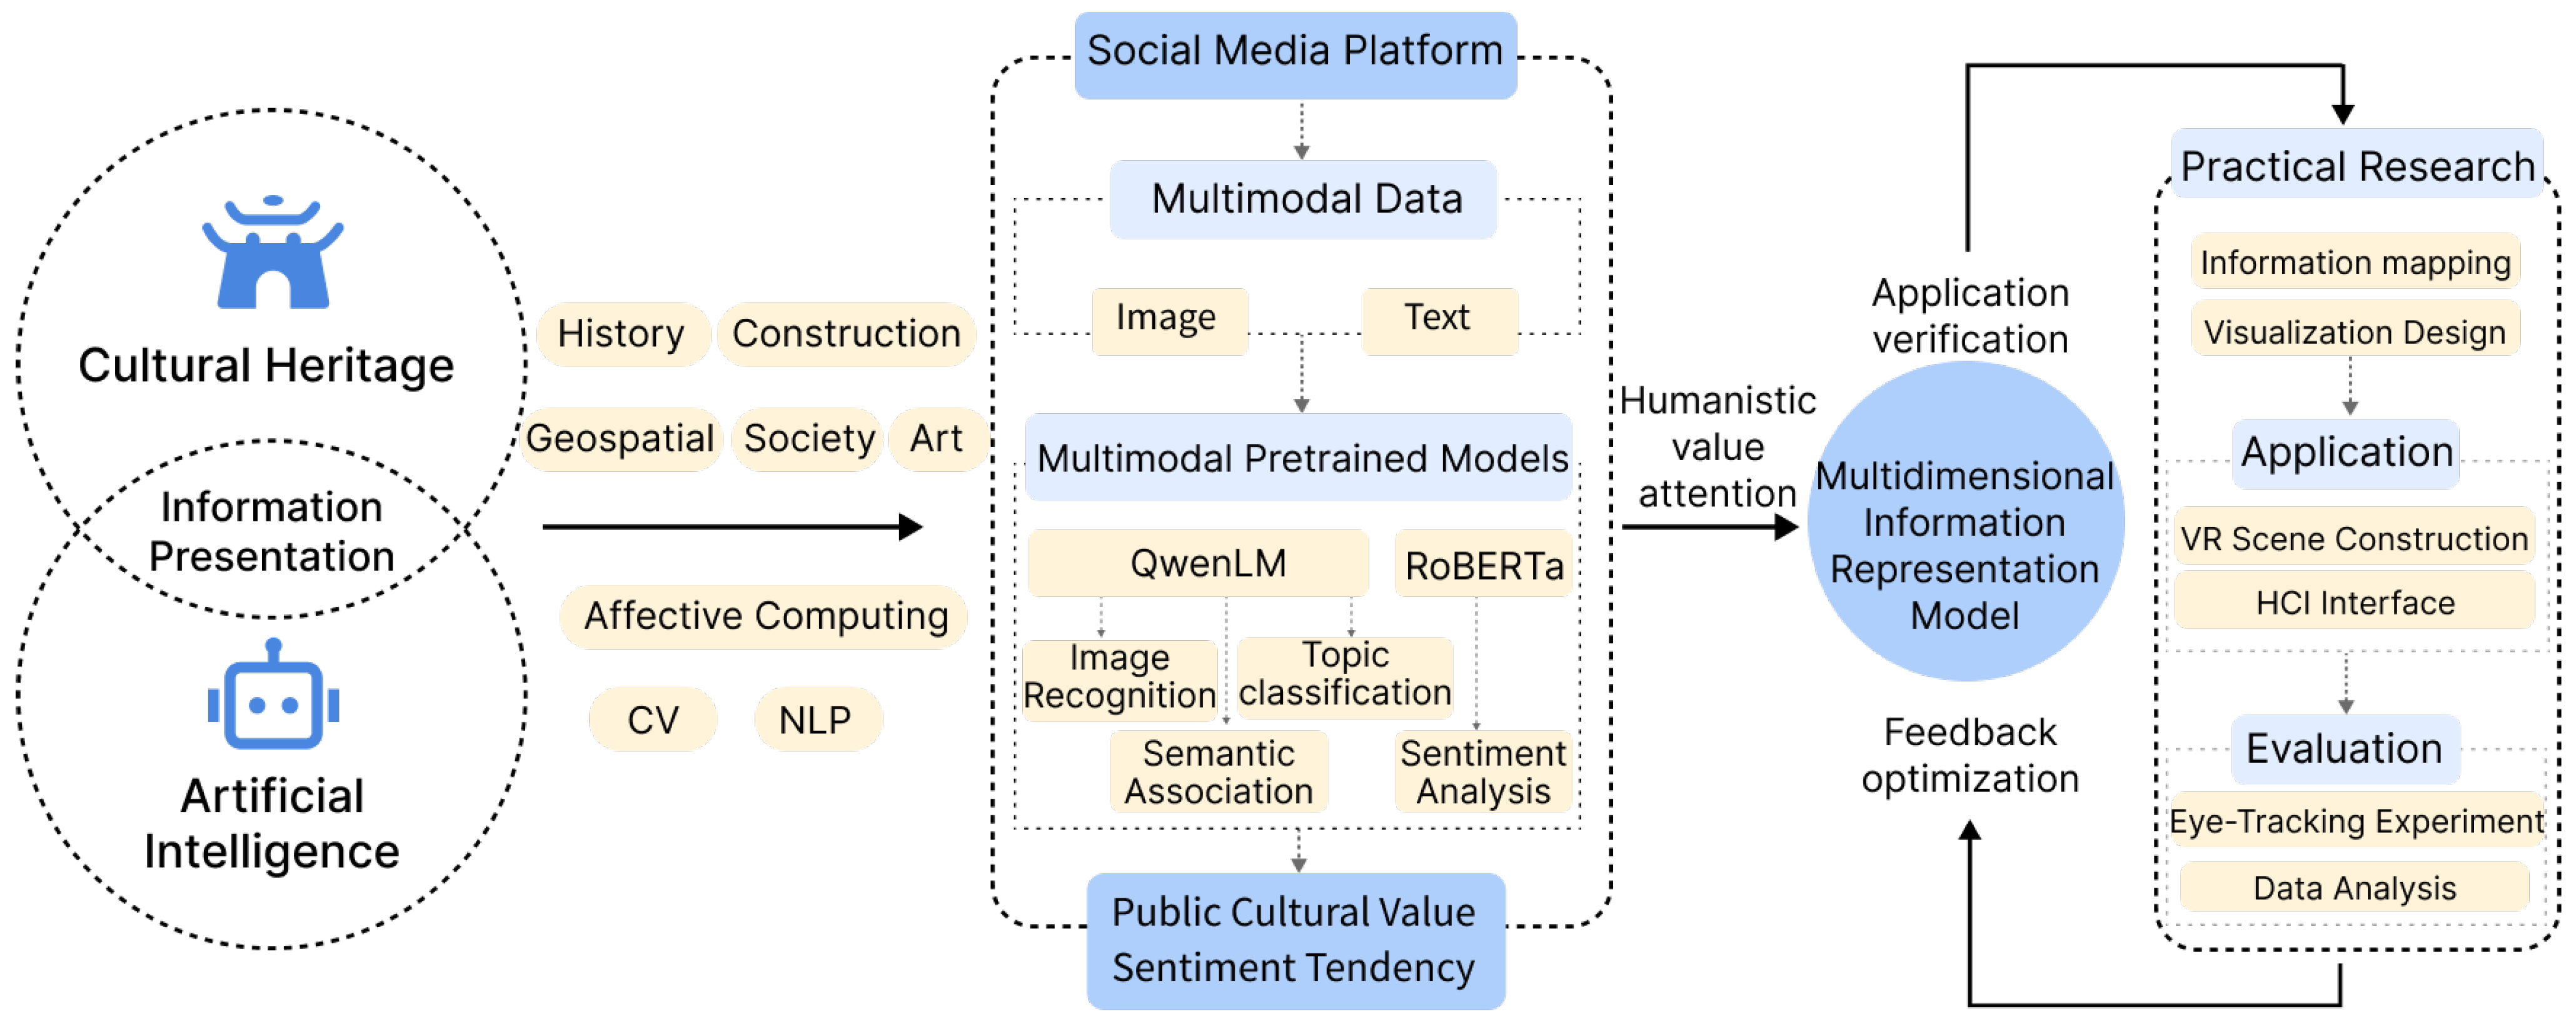 Cultural Heritage
Information
Presentation
Artificial
Intelligence
History
Construction
Geospatial
Society
Art
Affective Computing
CV
NLP
Social Media Platform
Multimodal Data
Image
Text
Multimodal Pretrained Models
QwenLM
RoBERTa
Image
Recognition
Topic
classification
Semantic
Association
Sentiment
Analysis
Public Cultural Value
Sentiment Tendency
Humanistic
value
attention
Application
verification
Multidimensional
Information
Representation
Model
Feedback
optimization
Practical Research
Information mapping
Visualization Design
Application
VR Scene Construction
HCI Interface
Evaluation
Eye-Tracking Experiment
Data Analysis